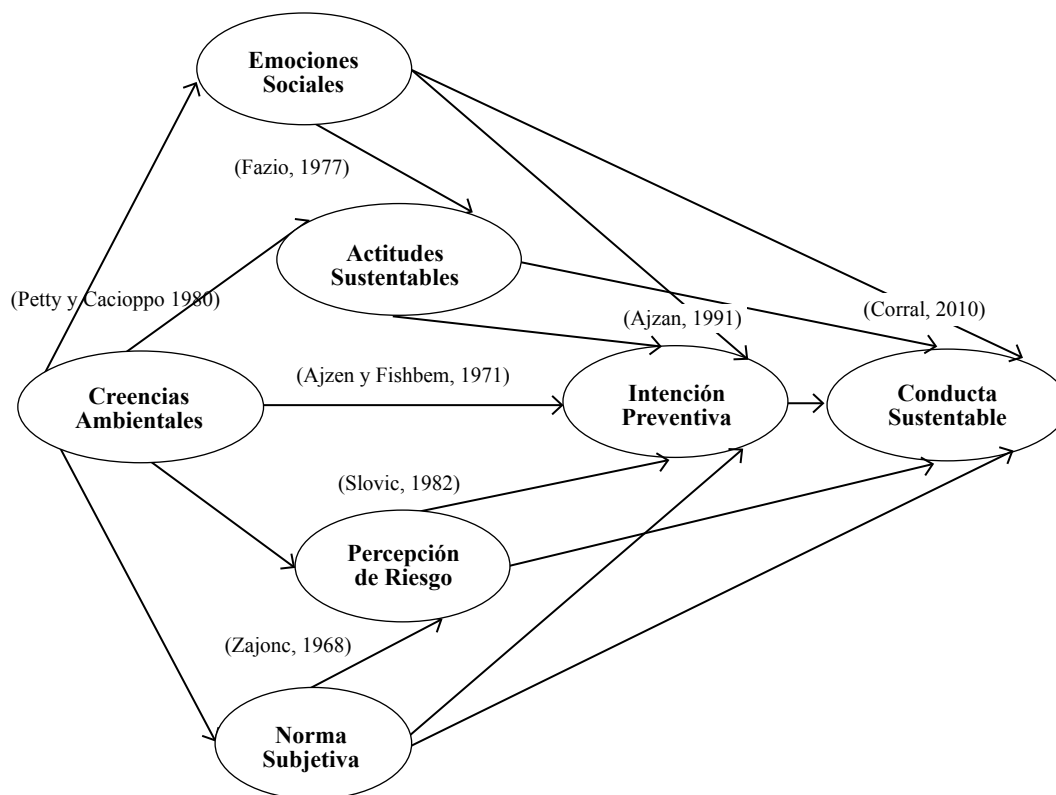 Emociones
Sociales
(Fazio, 1977)
Actitudes
Sustentables
(Petty y Cacioppo 1980)
(Ajzan, 1991)
(Corral, 2010)
(Ajzen y Fishbem, 1971)
Creencias
Ambientales
Intención
Preventiva
Conducta
Sustentable
(Slovic, 1982)
Percepción
de Riesgo
(Zajonc, 1968)
Norma
Subjetiva